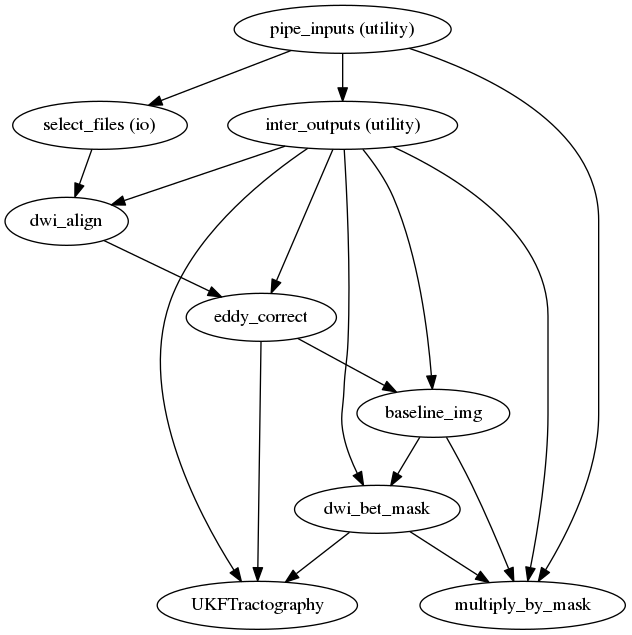 pipe_inputs (utility)
select_files (io)
inter_outputs (utility)
dwi_align
eddy_correct
baseline_img
dwi_bet_mask
UKFTractography
multiply_by_mask